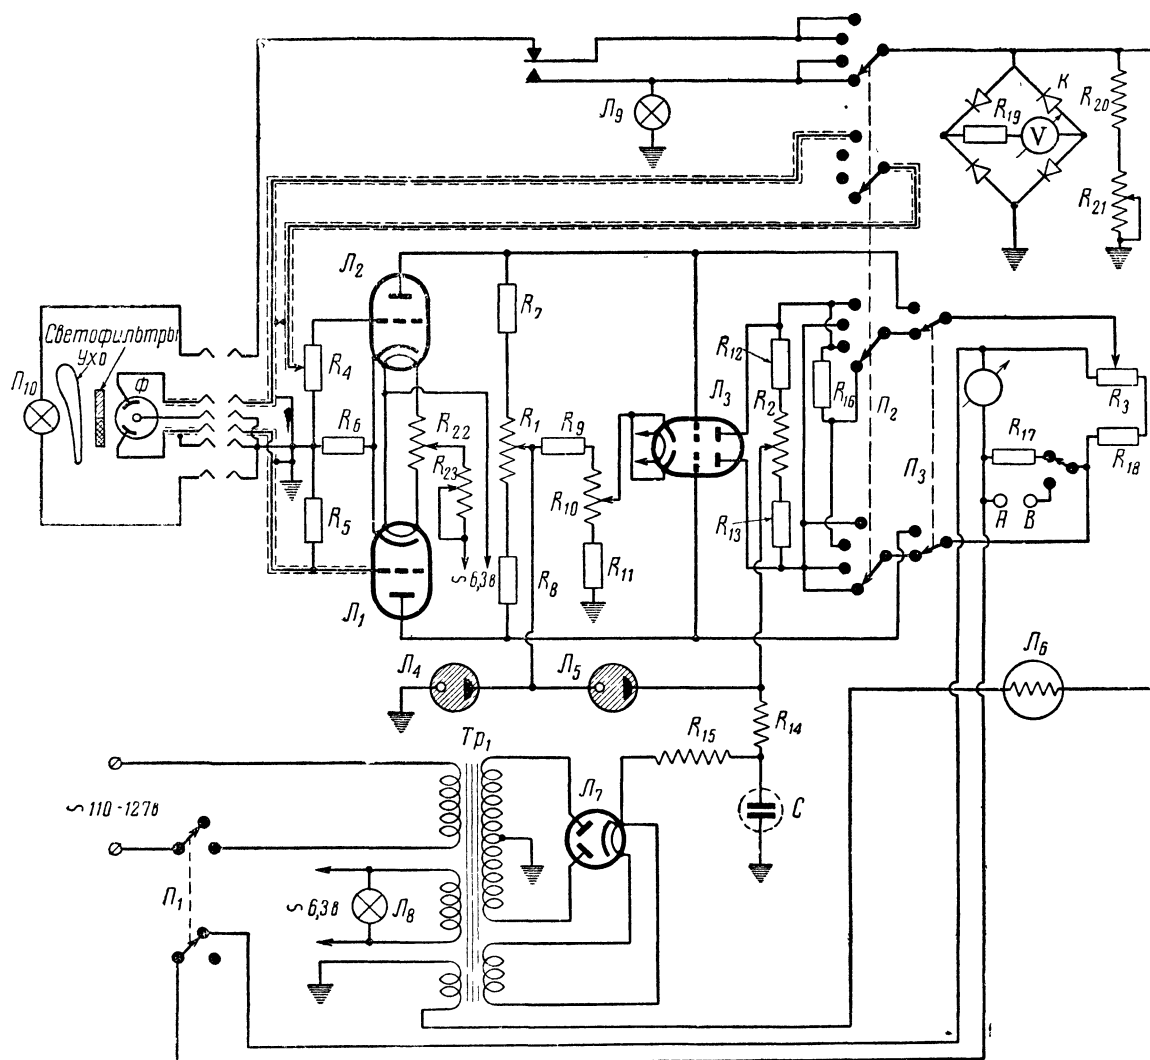 К
R20
Л9
R19
V
R21
Л2
R7
Светофильтры
ухо
П10
Ф
R4
R12
Л3
R16
R2
П2
R3
R6
R22
R1
R9
R17
R18
R23
R10
П3
R5
R13
А
В
∽ 6,3в
R8
R11
Л1
Л4
Л5
Л6
R14
Тр1
R15
Л7
∽ 110-127в
С
П1
∽ 6,3в
Л8